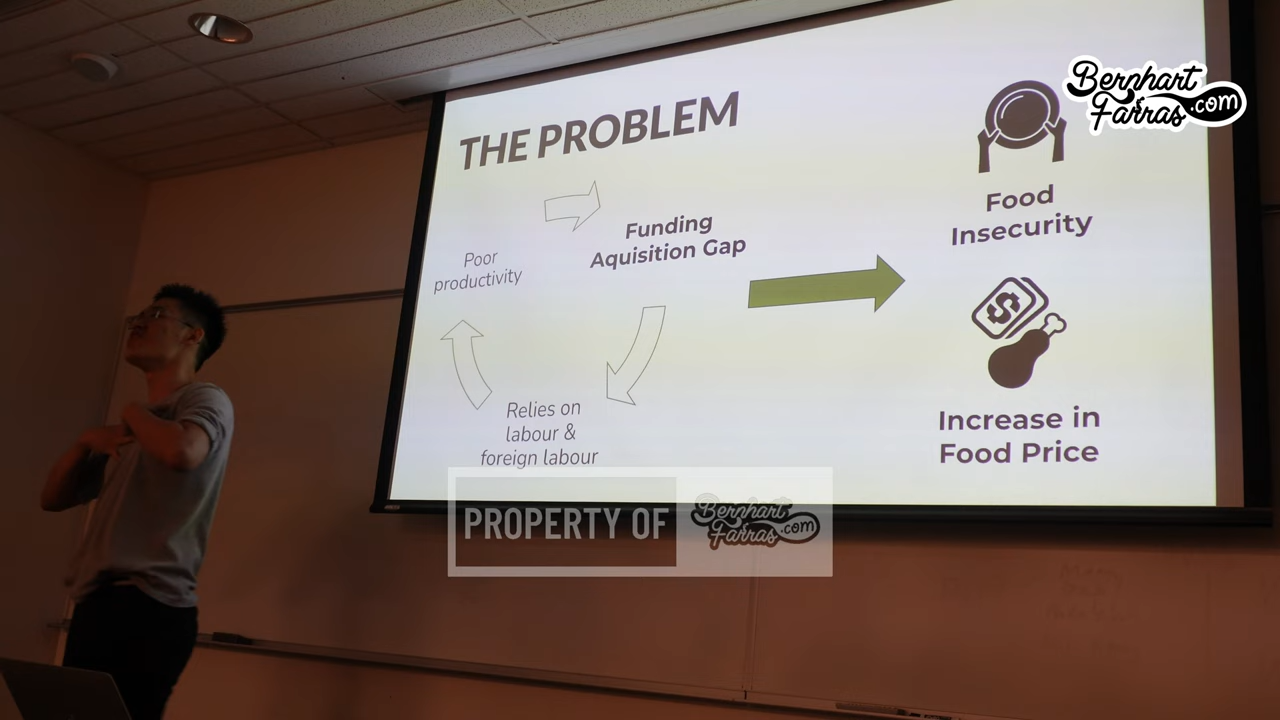 THE PROBLEM
Poor
productivity
Funding
Aquisition Gap
Relies on
labour &
foreign labour
Food
Insecurity
$
Increase in
Food Price
Bernhart
Farras.com
PROPERTY OF
Bernhart
Farras.com